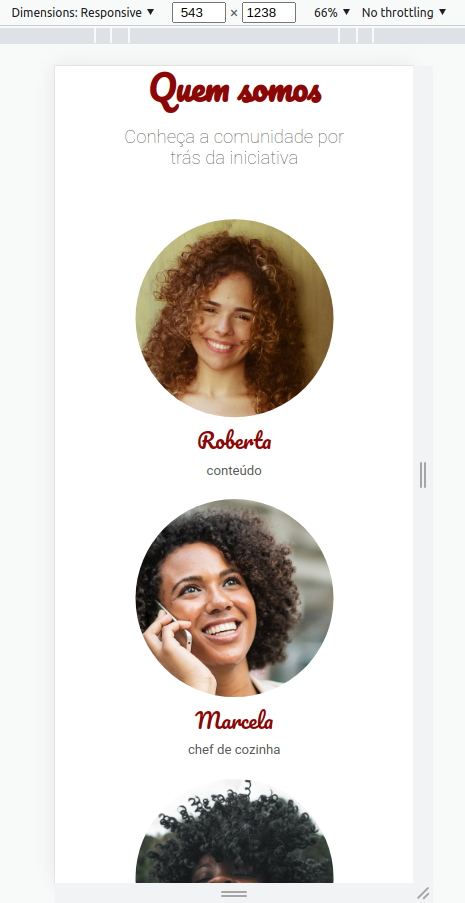 Dimensions: Responsive ▼ 543 × 1238 66% ▼ No throttling ▼
Quem somos
Conheça a comunidade por
trás da iniciativa
Roberta
conteúdo
Marcela
chef de cozinha